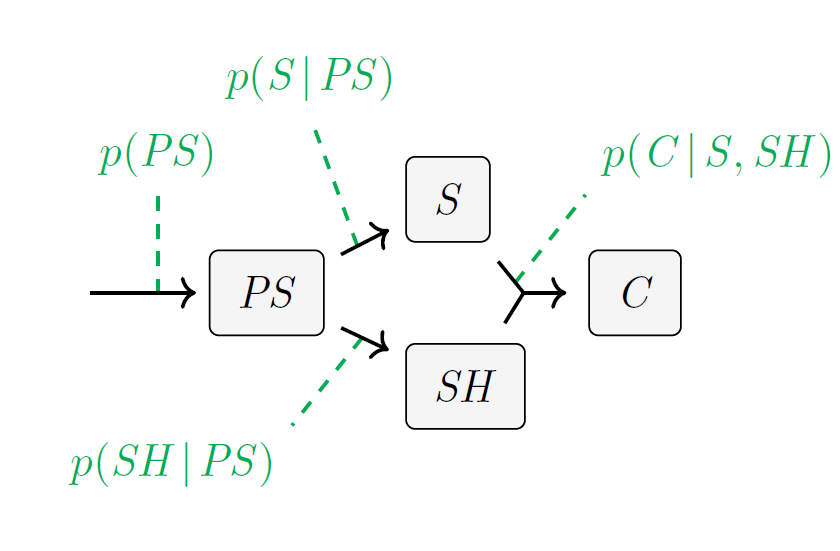 p(S | PS)
p(PS)
p(C | S, SH)
S
PS
C
SH
p(SH | PS)